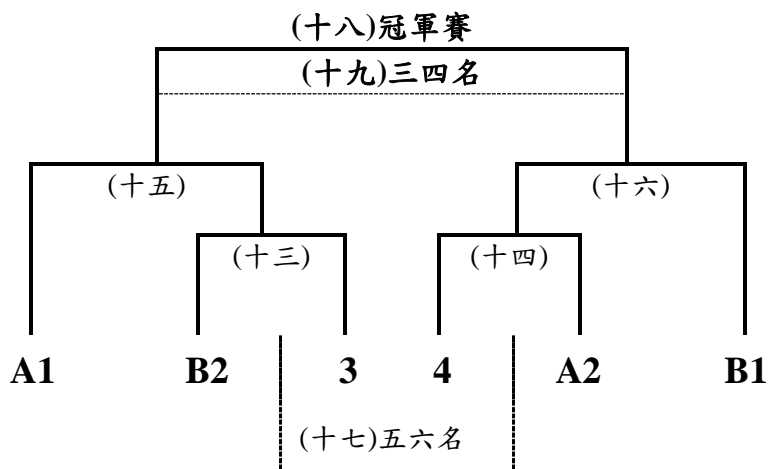 (十八)冠軍賽
(十九)三四名
(十五)
(十六)
(十三)
(十四)
A1 B2 3 4 A2 B1
(十七)五六名